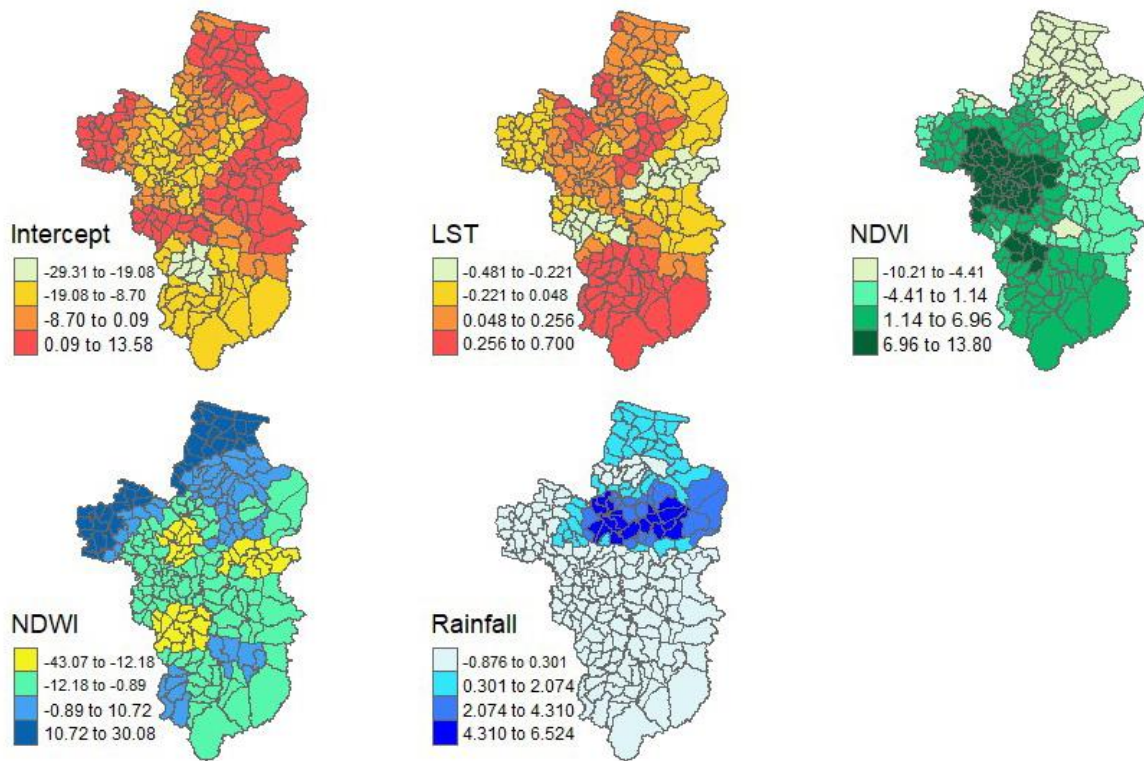 Intercept
-29.31 to -19.08
-19.08 to -8.70
-8.70 to 0.09
0.09 to 13.58
LST
-0.481 to -0.221
-0.221 to 0.048
0.048 to 0.256
0.256 to 0.700
NDVI
-10.21 to -4.41
-4.41 to 1.14
1.14 to 6.96
6.96 to 13.80
NDWI
-43.07 to -12.18
-12.18 to -0.89
-0.89 to 10.72
10.72 to 30.08
Rainfall
-0.876 to 0.301
0.301 to 2.074
2.074 to 4.310
4.310 to 6.524